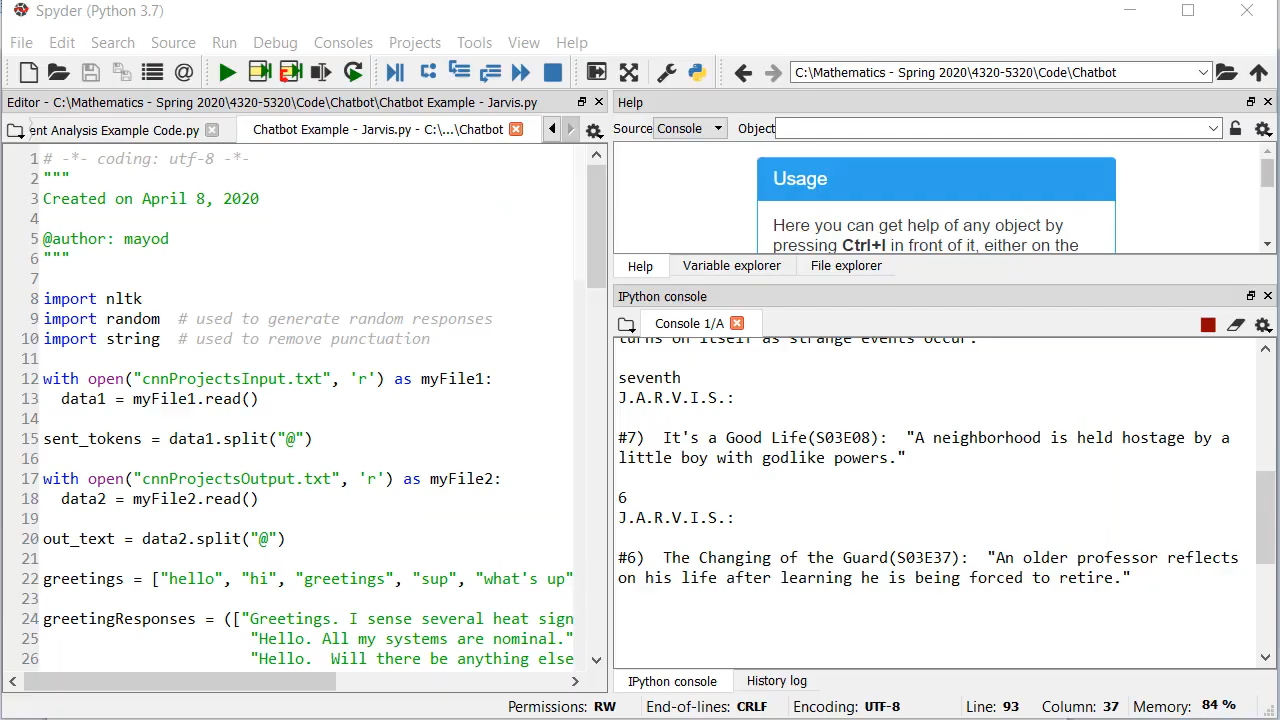 Spyder (Python 3.7)
File Edit Search Source Run Debug Consoles Projects Tools View Help
C:\Mathematics - Spring 2020\4320-5320\Code\Chatbot
Editor - C:\Mathematics - Spring 2020\4320-5320\Code\Chatbot\Chatbot Example - Jarvis.py
ent Analysis Example Code.py Chatbot Example - Jarvis.py - C:\...\Chatbot
1 # -*- coding: utf-8 -*-
2 """
3 Created on April 8, 2020
4
5 @author: mayod
6 """
7
8 import nltk
9 import random # used to generate random responses
10 import string # used to remove punctuation
11
12 with open("cnnProjectsInput.txt", 'r') as myFile1:
13 data1 = myFile1.read()
14
15 sent_tokens = data1.split("@")
16
17 with open("cnnProjectsOutput.txt", 'r') as myFile2:
18 data2 = myFile2.read()
19
20 out_text = data2.split("@")
21
22 greetings = ["hello", "hi", "greetings", "sup", "what's up"
23
24 greetingResponses = (["Greetings. I sense several heat sign
25 "Hello. All my systems are nominal."
26 "Hello. Will there be anything else
Help
Source Console Object
Usage
Here you can get help of any object by
pressing Ctrl+I in front of it, either on the
Help Variable explorer File explorer
IPython console
Console 1/A
turns on itself as strange events occur.
seventh
J.A.R.V.I.S.:
#7) It's a Good Life(S03E08): "A neighborhood is held hostage by a
little boy with godlike powers."
6
J.A.R.V.I.S.:
#6) The Changing of the Guard(S03E37): "An older professor reflects
on his life after learning he is being forced to retire."
IPython console History log
Permissions: RW End-of-lines: CRLF Encoding: UTF-8 Line: 93 Column: 37 Memory: 84 %